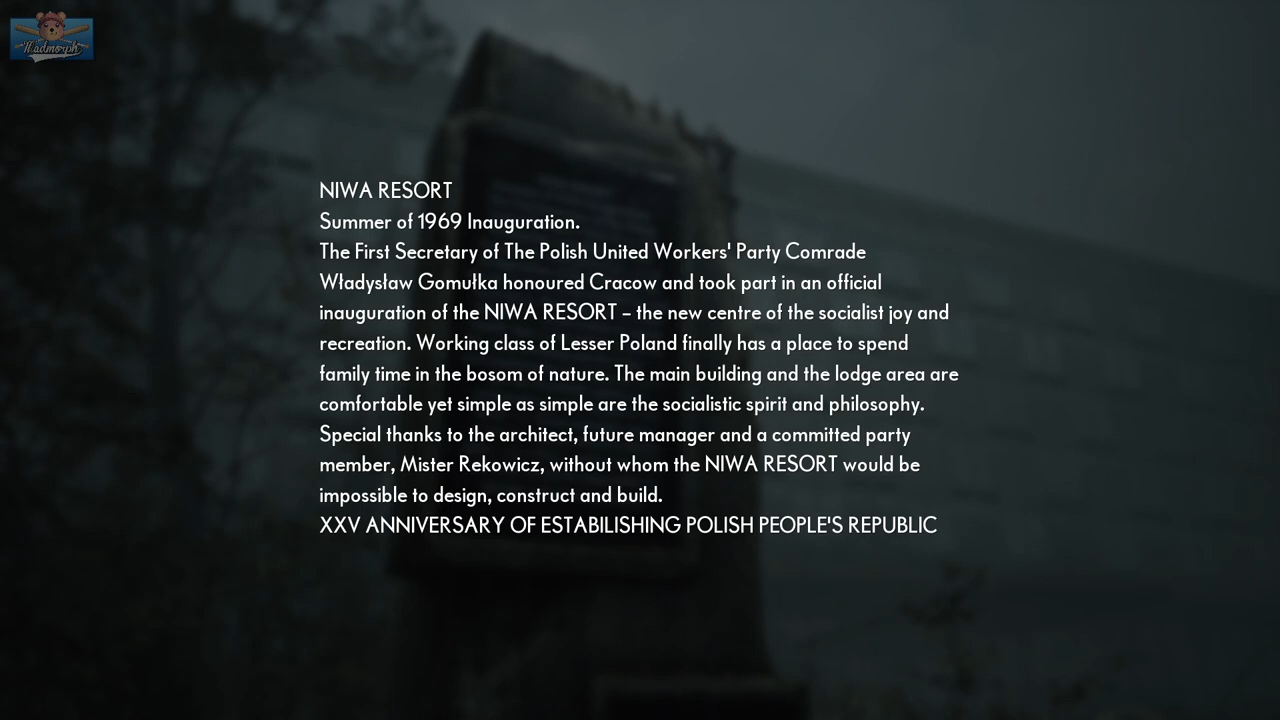 Madmorph
NIWA RESORT
Summer of 1969 Inauguration.
The First Secretary of The Polish United Workers' Party Comrade
Władysław Gomułka honoured Cracow and took part in an official
inauguration of the NIWA RESORT – the new centre of the socialist joy and
recreation. Working class of Lesser Poland finally has a place to spend
family time in the bosom of nature. The main building and the lodge area are
comfortable yet simple as simple are the socialistic spirit and philosophy.
Special thanks to the architect, future manager and a committed party
member, Mister Rekowicz, without whom the NIWA RESORT would be
impossible to design, construct and build.
XXV ANNIVERSARY OF ESTABILISHING POLISH PEOPLE'S REPUBLIC